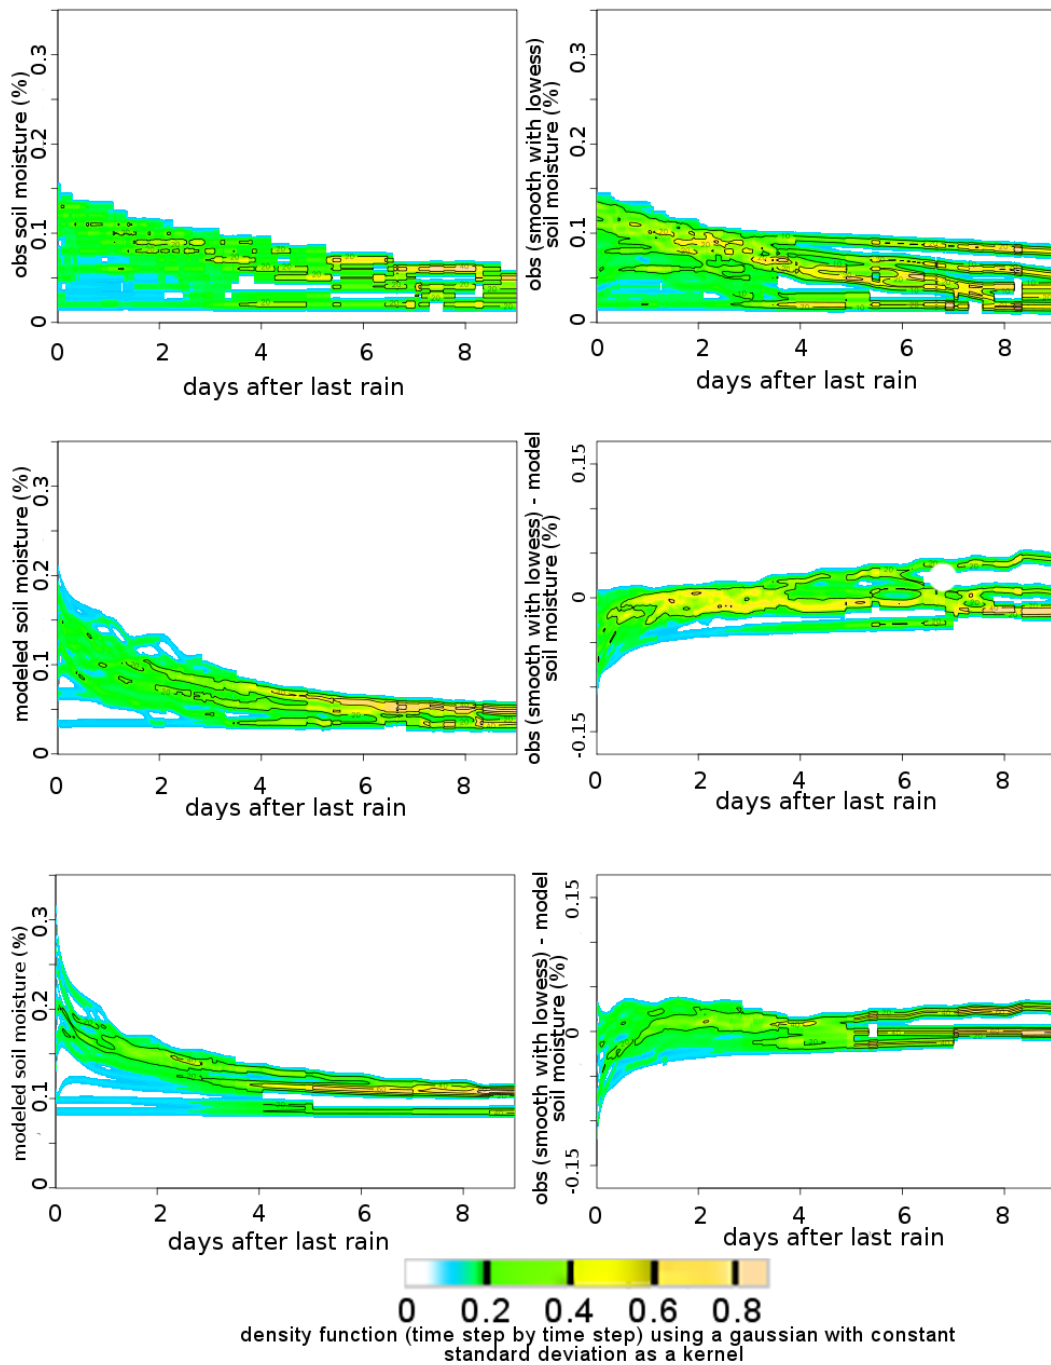 obs soil moisture (%)
0 0.1 0.2 0.3
0 2 4 6 8
days after last rain
obs (smooth with lowess)
soil moisture (%)
0 0.1 0.2 0.3
0 2 4 6 8
days after last rain
modeled soil moisture (%)
0 0.1 0.2 0.3
0 2 4 6 8
days after last rain
obs (smooth with lowess) - model
soil moisture (%)
-0.15 0 0.15
0 2 4 6 8
days after last rain
modeled soil moisture (%)
0 0.1 0.2 0.3
0 2 4 6 8
days after last rain
obs (smooth with lowess) - model
soil moisture (%)
-0.15 0 0.15
0 2 4 6 8
days after last rain
0 0.2 0.4 0.6 0.8
density function (time step by time step) using a gaussian with constant
standard deviation as a kernel